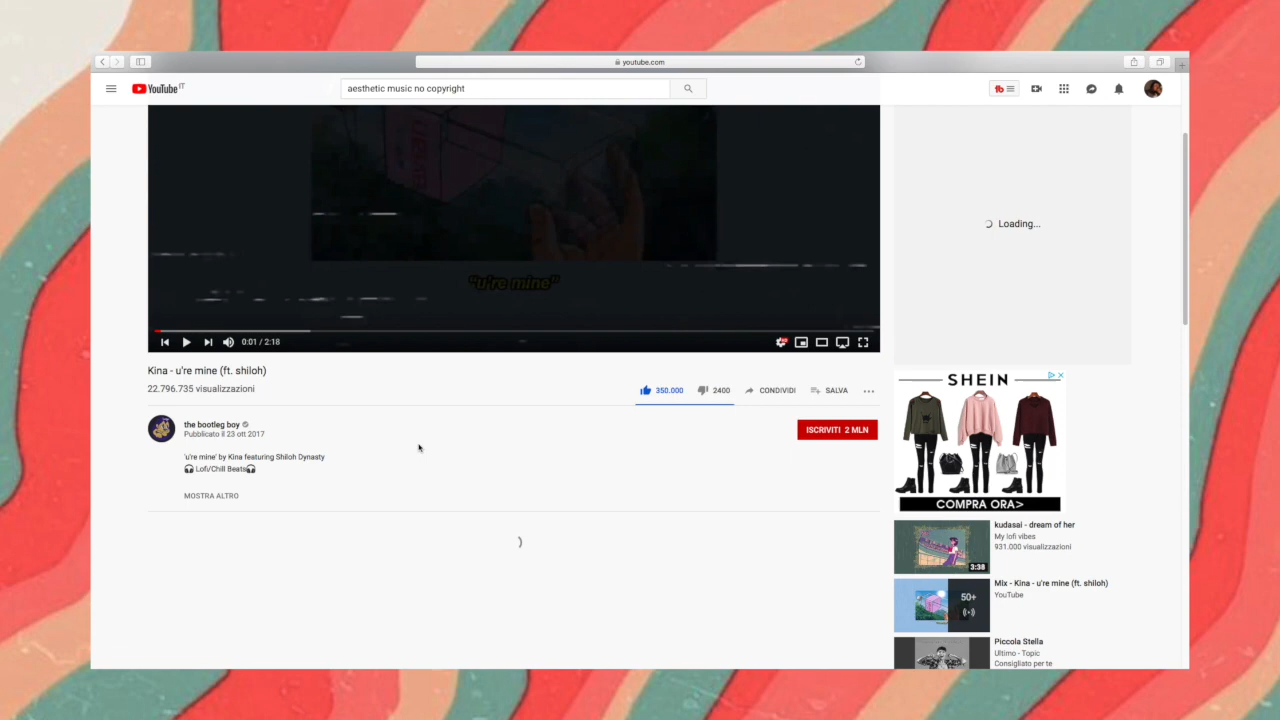 youtube.com
YouTube IT
aesthetic music no copyright
Loading...
"u're mine"
0:01 / 2:18
Kina - u're mine (ft. shiloh)
22.796.735 visualizzazioni
350.000
2400
CONDIVIDI
SALVA
the bootleg boy
Pubblicato il 23 ott 2017
ISCRIVITI 2 MLN
'u're mine' by Kina featuring Shiloh Dynasty
Lofi/Chill Beats
MOSTRA ALTRO
SHEIN
COMPRA ORA>
kudasai - dream of her
My lofi vibes
931.000 visualizzazioni
3:38
Mix - Kina - u're mine (ft. shiloh)
YouTube
50+
Piccola Stella
Ultimo - Topic
Consigliato per te